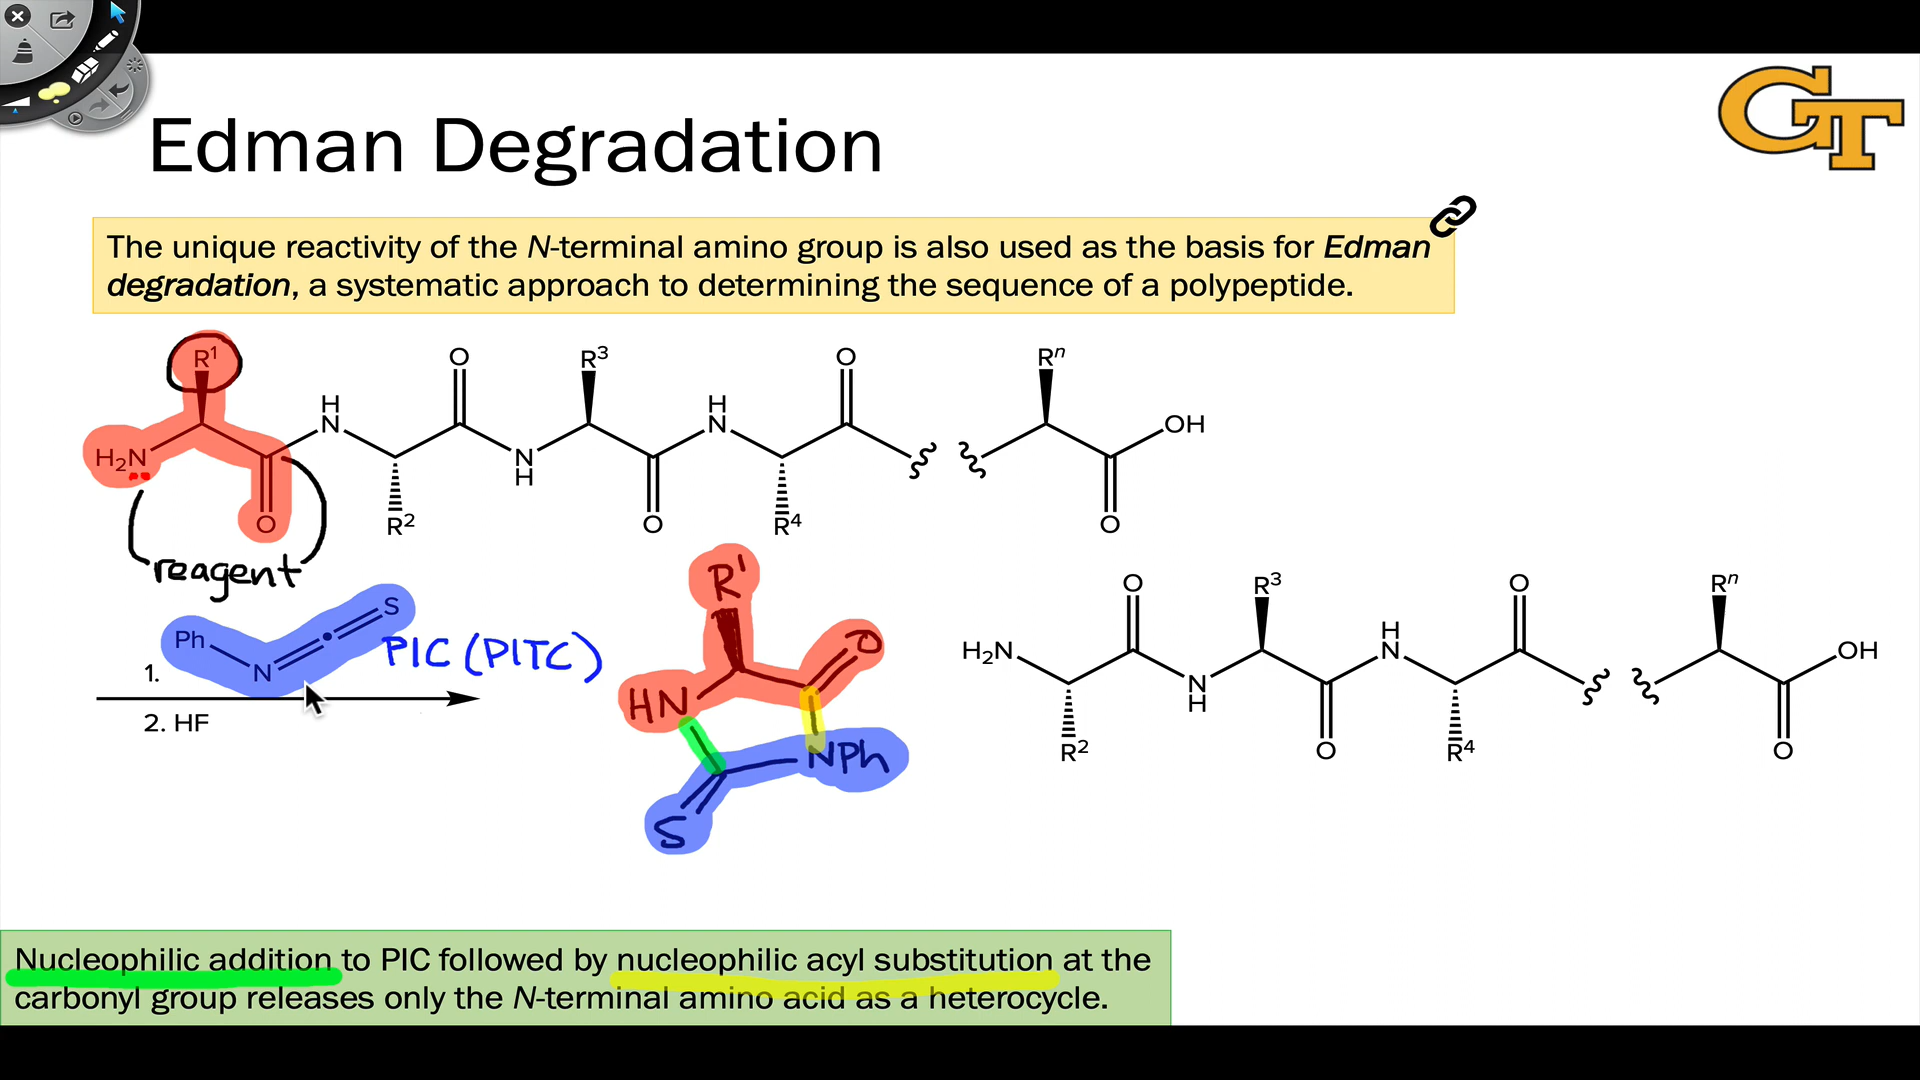 GT
Edman Degradation
The unique reactivity of the N-terminal amino group is also used as the basis for Edman
degradation, a systematic approach to determining the sequence of a polypeptide.
R¹ O R³ O Rⁿ
H H OH
N N
H₂N N
H
O R² O R⁴ O
reagent
Ph N S PIC (PITC)
1.
2. HF
R' O HN NPh S
O R³ O Rⁿ
H₂N H N OH
N
H
R² O R⁴ O
Nucleophilic addition to PIC followed by nucleophilic acyl substitution at the
carbonyl group releases only the N-terminal amino acid as a heterocycle.